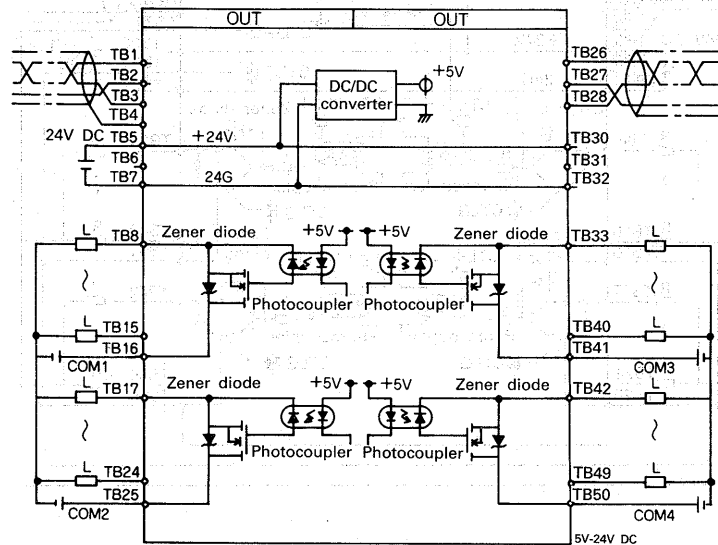 OUT OUT
TB1 TB26
TB2 TB27
TB3 TB28
TB4
DC/DC converter +5V
24V DC TB5 +24V TB30
TB6 TB31
TB7 24G TB32
L TB8 Zener diode +5V +5V Zener diode TB33 L
Photocoupler Photocoupler
L TB15 TB40 L
TB16 TB41
COM1 COM3
L TB17 Zener diode +5V +5V Zener diode TB42 L
Photocoupler Photocoupler
L TB24 TB49 L
TB25 TB50
COM2 COM4
5V-24V DC